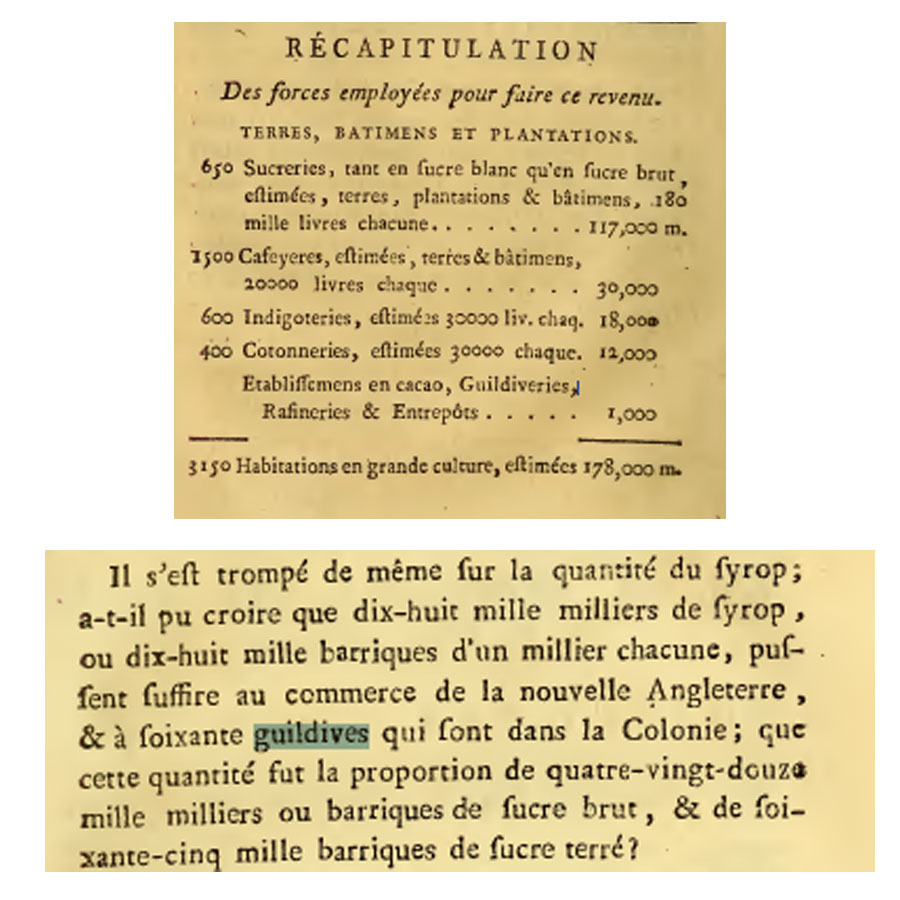 RÉCAPITULATION
Des forces employées pour faire ce revenu.
TERRES, BATIMENS ET PLANTATIONS.
650 Sucreries, tant en ſucre blanc qu'en ſucre brut,
eſtimées, terres, plantations & bâtimens, 180
mille livres chacune. . . . . . . . 117,000 m.
1500 Cafeyeres, eſtimées, terres & bâtimens,
20000 livres chaque . . . . . . . 30,000
600 Indigoteries, eſtimées 30000 liv. chaq. 18,000
400 Cotonneries, eſtimées 30000 chaque. 12,000
Etabliſſemens en cacao, Guildiveries,
Rafineries & Entrepôts . . . . . 1,000
3150 Habitations en grande culture, eſtimées 178,000 m.
Il s'eſt trompé de même ſur la quantité du ſyrop;
a-t-il pu croire que dix-huit mille milliers de ſyrop,
ou dix-huit mille barriques d'un millier chacune, puſ-
ſent ſuffire au commerce de la nouvelle Angleterre,
& à ſoixante guildives qui ſont dans la Colonie; que
cette quantité fut la proportion de quatre-vingt-douze
mille milliers ou barriques de ſucre brut, & de ſoi-
xante-cinq mille barriques de ſucre terré?